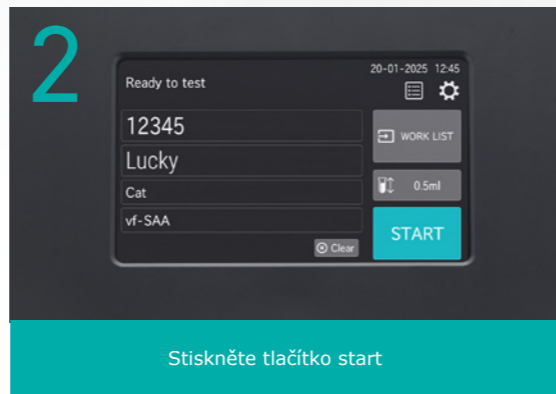 2
20-01-2025 12:45
Ready to test
12345
WORK LIST
Lucky
Cat
0.5ml
vf-SAA
START
Clear
Stiskněte tlačítko start